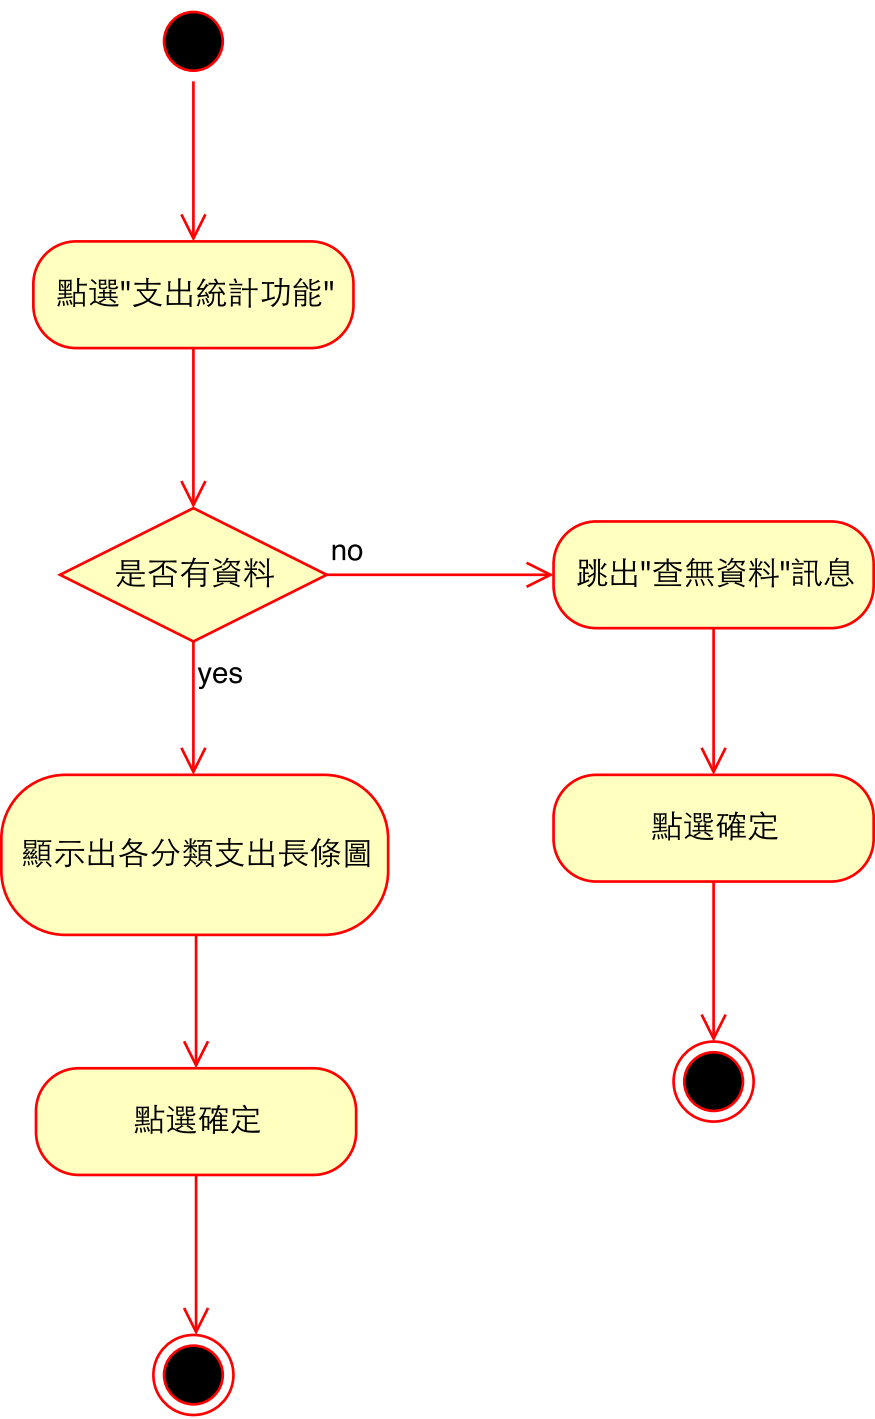 點選"支出統計功能"
是否有資料
no
跳出"查無資料"訊息
yes
點選確定
顯示出各分類支出長條圖
點選確定